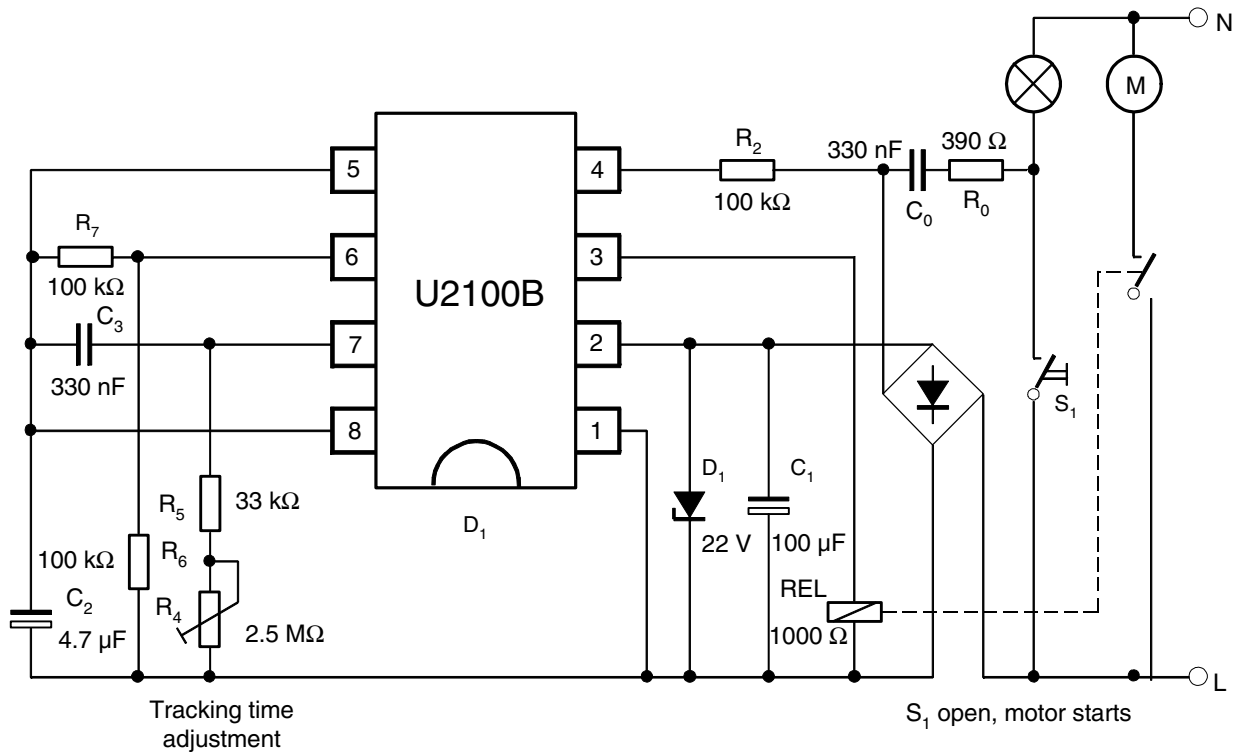 N
M
R2
330 nF
390 Ω
5
4
100 kΩ
C0
R0
R7
6
3
100 kΩ
U2100B
C3
7
2
330 nF
S1
8
1
D1
C1
R5
33 kΩ
D1
22 V
100 µF
100 kΩ
R6
C2
R4
REL
4.7 µF
2.5 MΩ
1000 Ω
L
Tracking time
adjustment
S1 open, motor starts